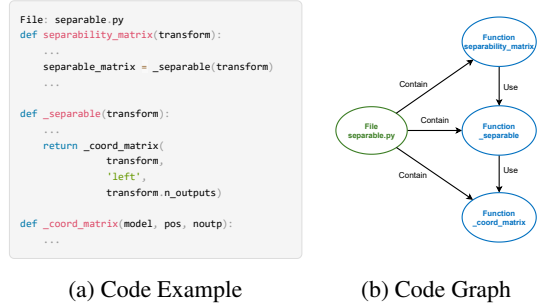 File: separable.py
def separability_matrix(transform):
    ...
    separable_matrix = _separable(transform)
    ...
def _separable(transform):
    ...
    return _coord_matrix(
            transform,
            'left',
            transform.n_outputs)
def _coord_matrix(model, pos, noutp):
    ...
(a) Code Example
Function
separability_matrix
Contain
Use
File
separable.py
Contain
Function
_separable
Contain
Use
Function
_coord_matrix
(b) Code Graph